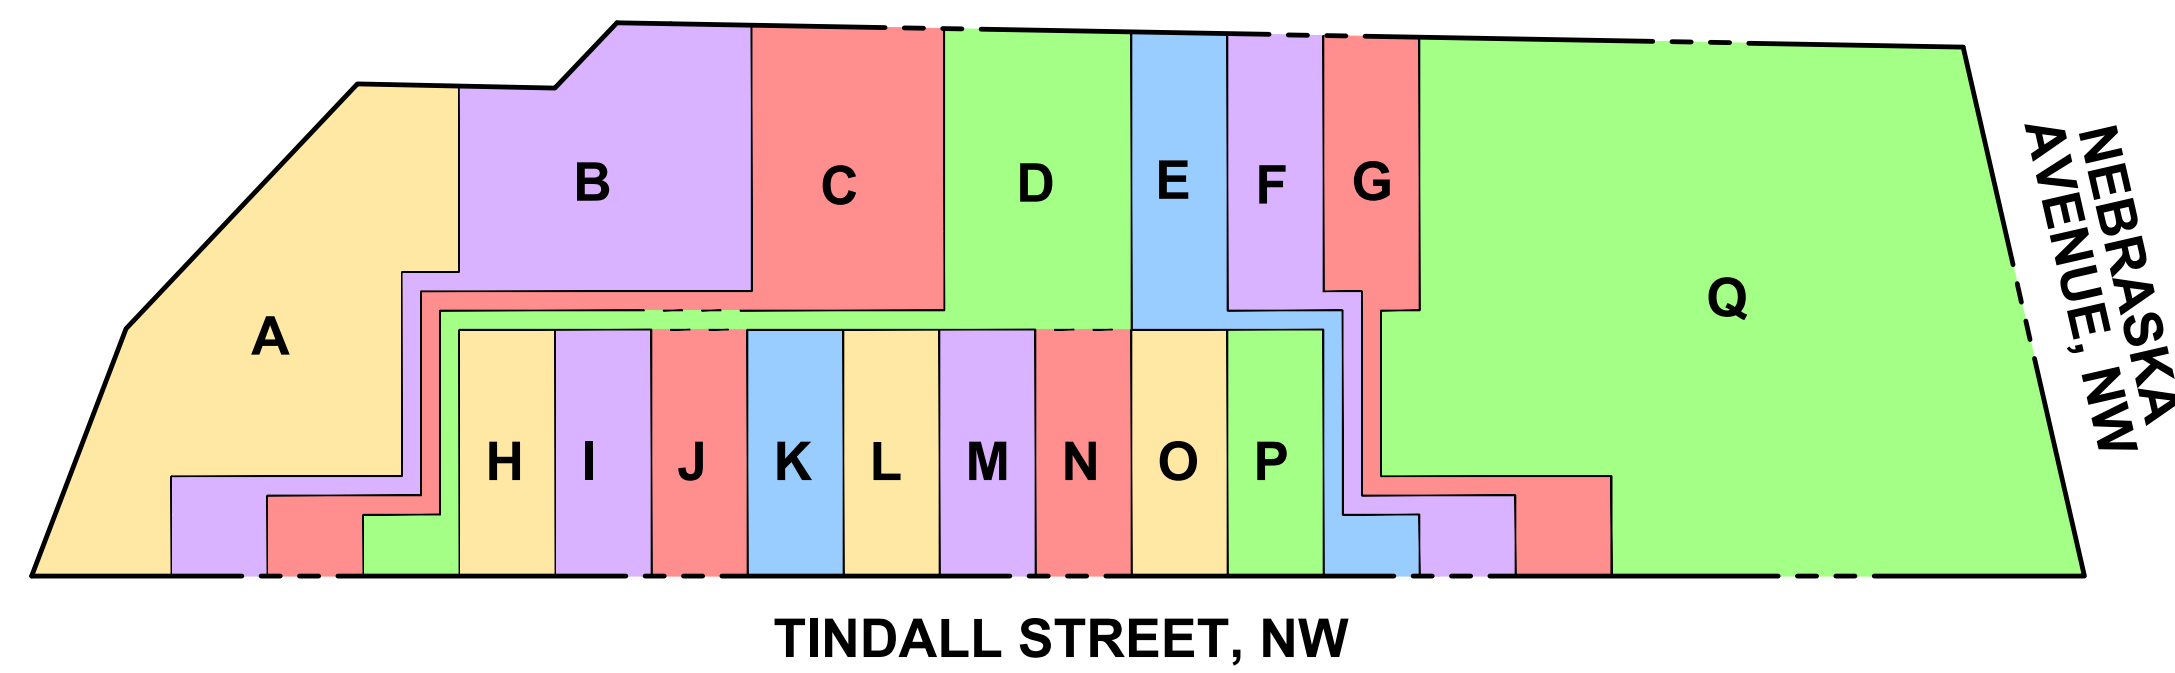 A
B
C
D
E
F
G
Q
H
I
J
K
L
M
N
O
P
NEBRASKA
AVENUE, NW
TINDALL STREET, NW